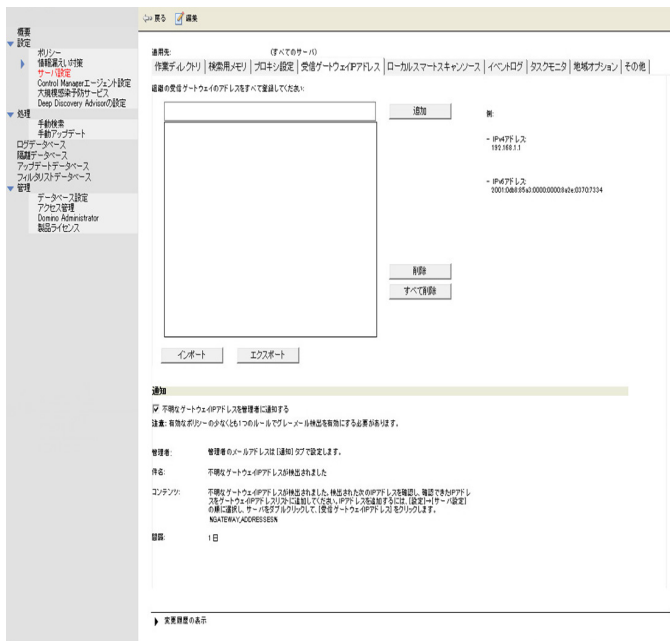 戻る 編集
概要
設定
ポリシー
情報漏えい対策
サーバ設定
Control Managerエージェント設定
大規模感染予防サービス
Deep Discovery Advisorの設定
処理
手動検索
手動アップデート
ログデータベース
隔離データベース
アップデートデータベース
フィルタリストデータベース
管理
データベース設定
アクセス管理
Domino Administrator
製品ライセンス
適用先: (すべてのサーバ)
作業ディレクトリ 検索用メモリ プロキシ設定 受信ゲートウェイIPアドレス ローカルスマートスキャンソース イベントログ タスクモニタ 地域オプション その他
組織の受信ゲートウェイのアドレスをすべて登録してください:
追加
例:
- IPv4アドレス:
192.168.1.1
- IPv6アドレス:
2001:0db8:85a3:0000:0000:8a2e:0370:7334
削除
すべて削除
インポート エクスポート
通知
不明なゲートウェイIPアドレスを管理者に通知する
注意: 有効なポリシーの少なくとも1つのルールでグレーメール検出を有効にする必要があります。
管理者: 管理者のメールアドレスは [通知] タブで設定します。
件名: 不明なゲートウェイIPアドレスが検出されました
コンテンツ: 不明なゲートウェイIPアドレスが検出されました。検出された次のIPアドレスを確認し、確認できたIPアドレ
スをゲートウェイIPアドレスリストに追加してください。IPアドレスを追加するには、[設定]→[サーバ設定]
の順に選択し、サーバをダブルクリックして、[受信ゲートウェイIPアドレス] をクリックします。
%GATEWAY_ADDRESSES%
間隔: 1 日
変更履歴の表示